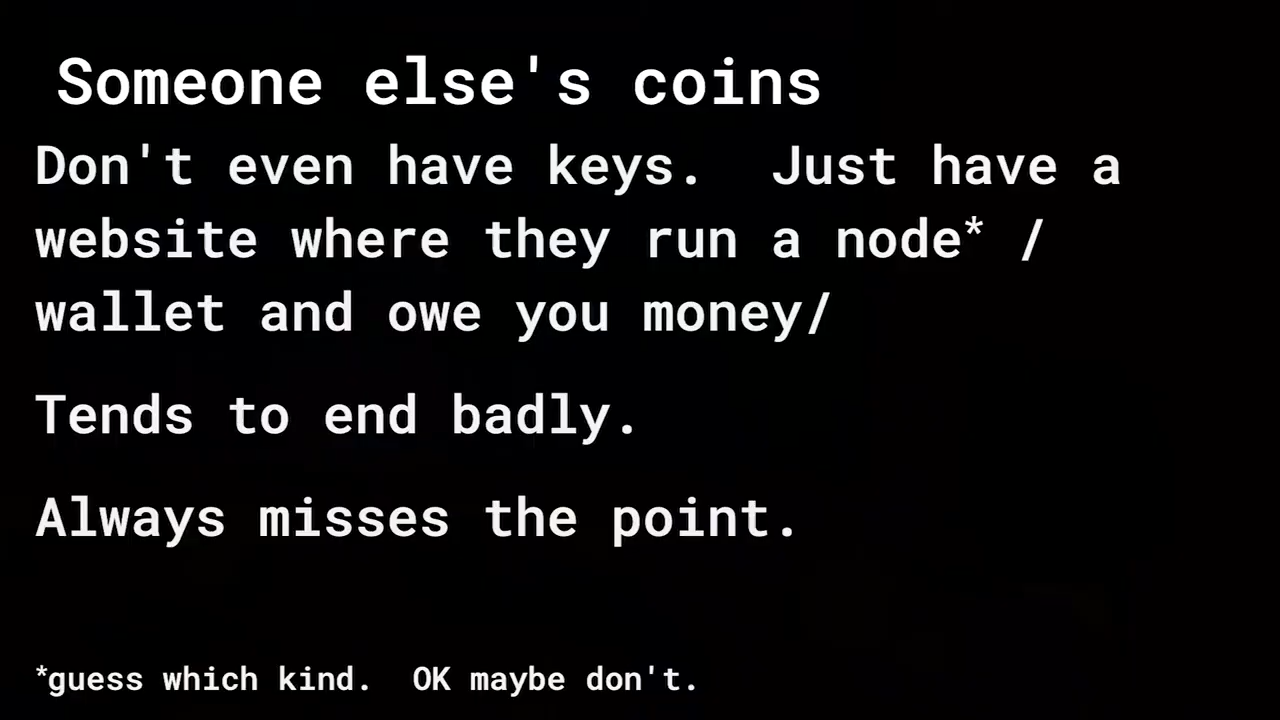 Someone else's coins
Don't even have keys.  Just have a
website where they run a node* /
wallet and owe you money/
Tends to end badly.
Always misses the point.
*guess which kind.  OK maybe don't.